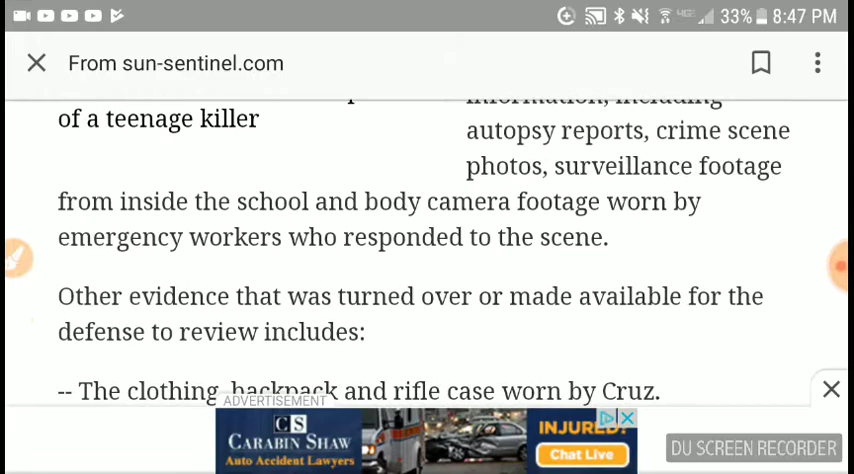 33% 8:47 PM
From sun-sentinel.com
of a teenage killer
information, including
autopsy reports, crime scene
photos, surveillance footage
from inside the school and body camera footage worn by
emergency workers who responded to the scene.
Other evidence that was turned over or made available for the
defense to review includes:
-- The clothing, backpack and rifle case worn by Cruz.
ADVERTISEMENT
CS
CARABIN SHAW
Auto Accident Lawyers
INJURED?
Chat Live
DU SCREEN RECORDER